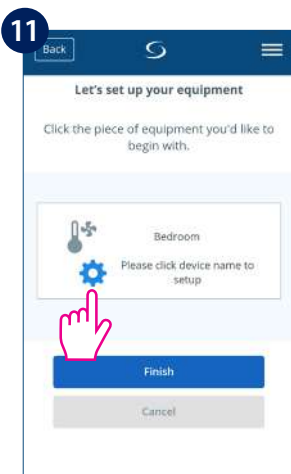 11
Back
Let's set up your equipment
Click the piece of equipment you'd like to
begin with.
Bedroom
Please click device name to
setup
Finish
Cancel